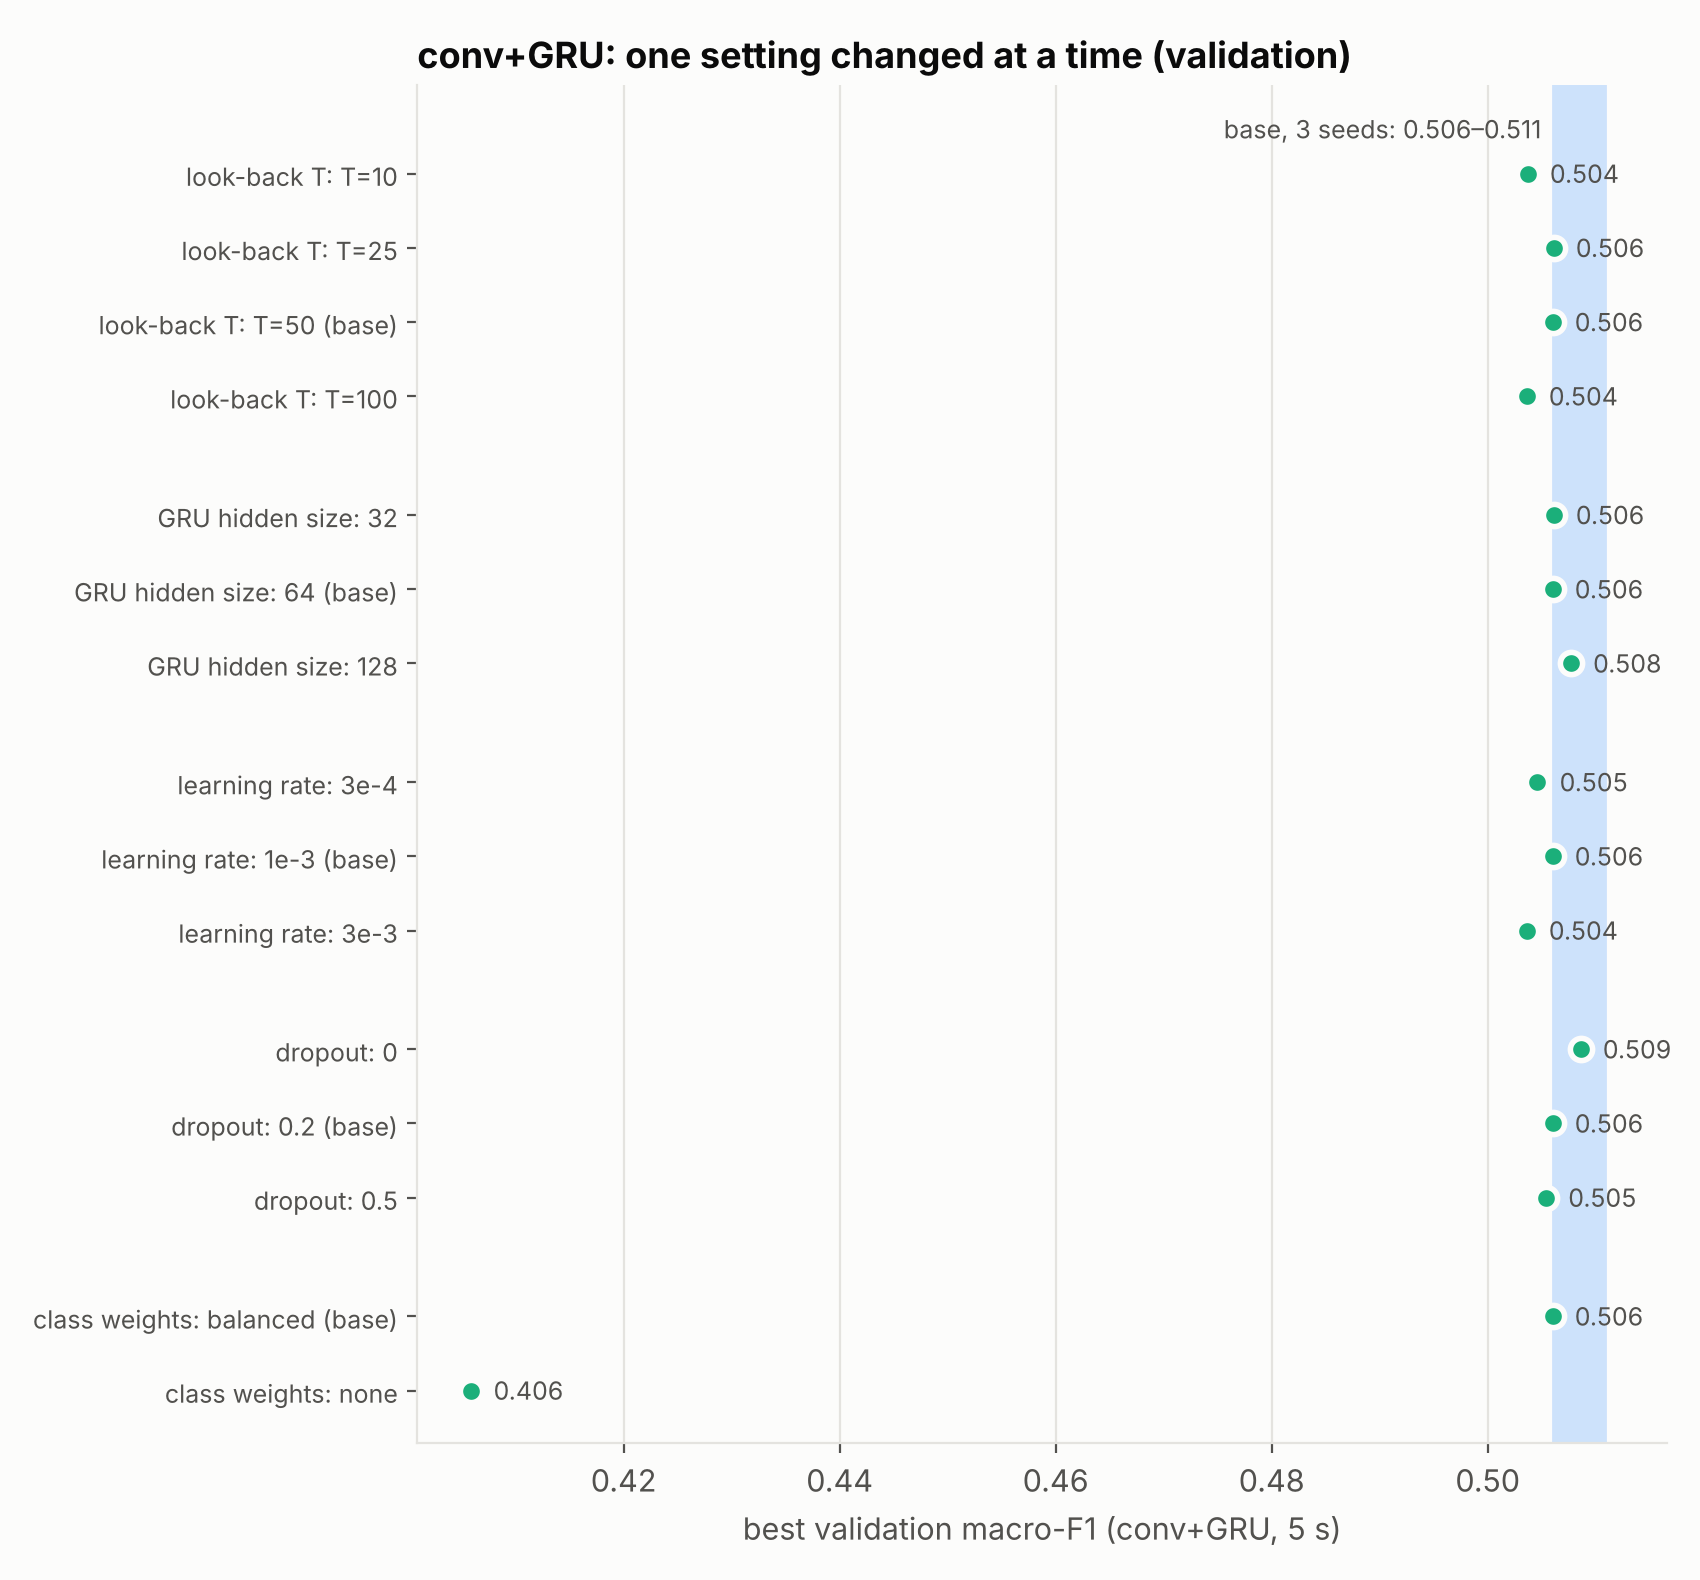 conv+GRU: one setting changed at a time (validation)
base, 3 seeds: 0.506–0.511
look-back T: T=10 0.504
look-back T: T=25 0.506
look-back T: T=50 (base) 0.506
look-back T: T=100 0.504
GRU hidden size: 32 0.506
GRU hidden size: 64 (base) 0.506
GRU hidden size: 128 0.508
learning rate: 3e-4 0.505
learning rate: 1e-3 (base) 0.506
learning rate: 3e-3 0.504
dropout: 0 0.509
dropout: 0.2 (base) 0.506
dropout: 0.5 0.505
class weights: balanced (base) 0.506
class weights: none 0.406
0.42 0.44 0.46 0.48 0.50
best validation macro-F1 (conv+GRU, 5 s)